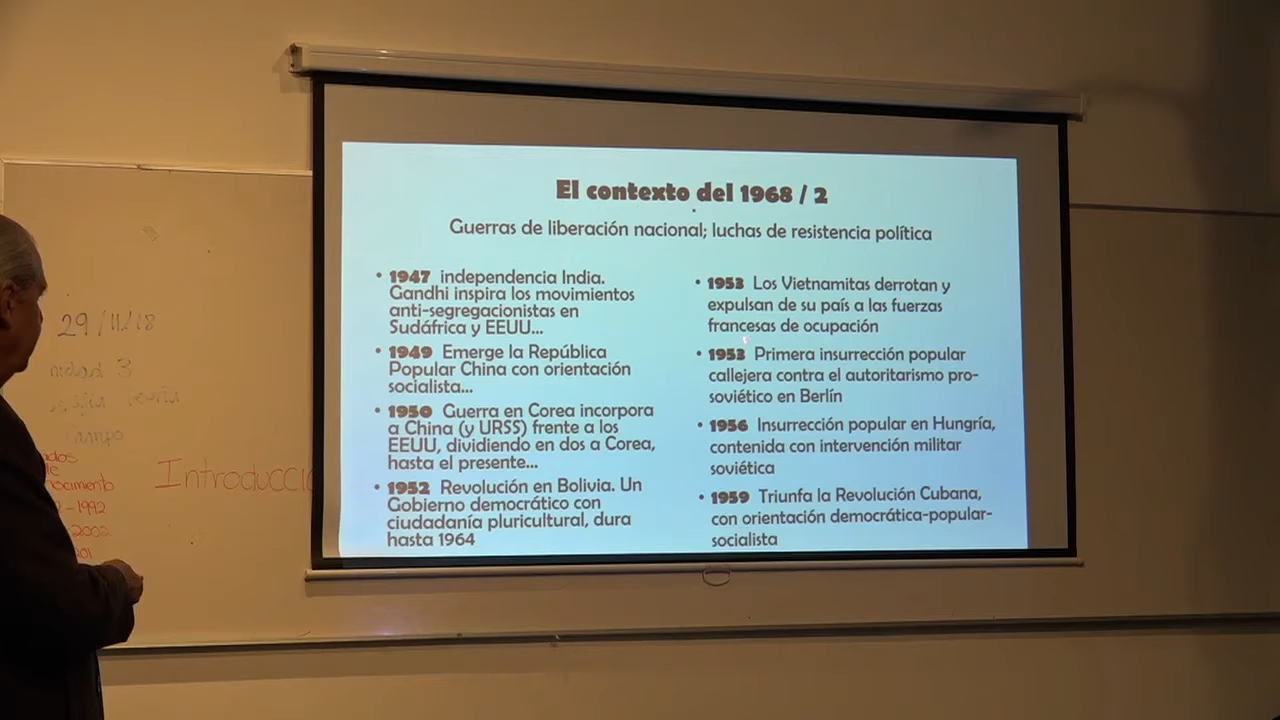 El contexto del 1968 / 2
Guerras de liberación nacional; luchas de resistencia política
• 1947 independencia India.
Gandhi inspira los movimientos
anti-segregacionistas en
Sudáfrica y EEUU...
• 1949 Emerge la República
Popular China con orientación
socialista...
• 1950 Guerra en Corea incorpora
a China (y URSS) frente a los
EEUU, dividiendo en dos a Corea,
hasta el presente...
• 1952 Revolución en Bolivia. Un
Gobierno democrático con
ciudadanía pluricultural, dura
hasta 1964
• 1953 Los Vietnamitas derrotan y
expulsan de su país a las fuerzas
francesas de ocupación
• 1953 Primera insurrección popular
callejera contra el autoritarismo pro-
soviético en Berlín
• 1956 Insurrección popular en Hungría,
contenida con intervención militar
soviética
• 1959 Triunfa la Revolución Cubana,
con orientación democrática-popular-
socialista
29/11/18
nidad 3
ampo
ados
le
nocimiento
-1992
2002
201
Introducci